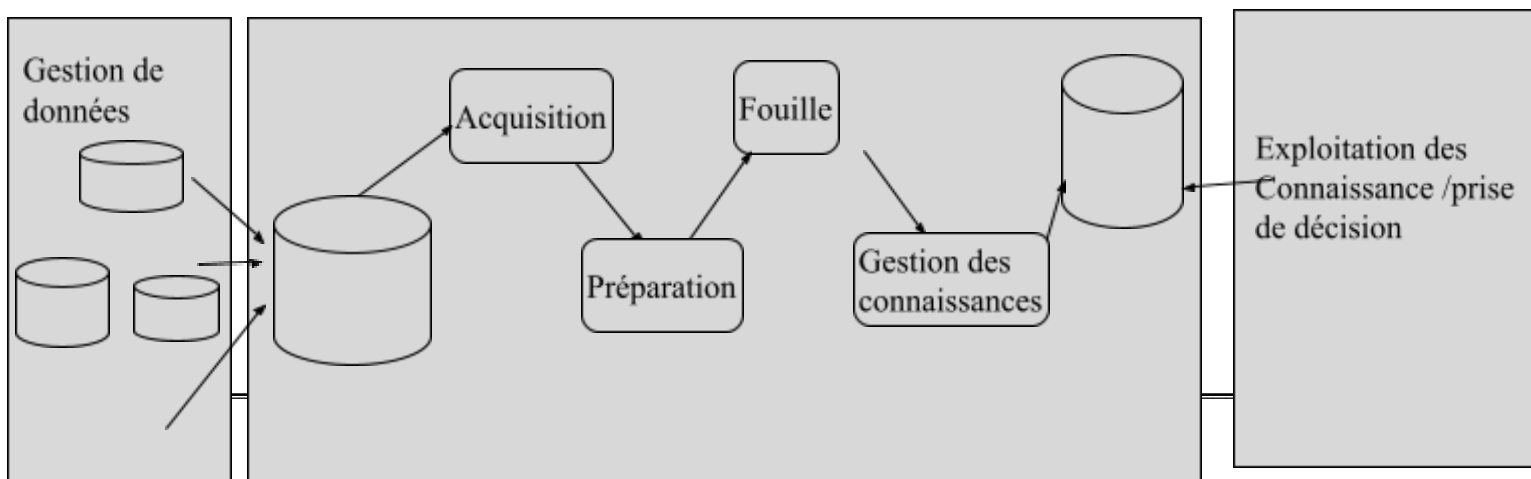 Gestion de
données
Acquisition
Préparation
Fouille
Gestion des
connaissances
Exploitation des
Connaissance /prise
de décision